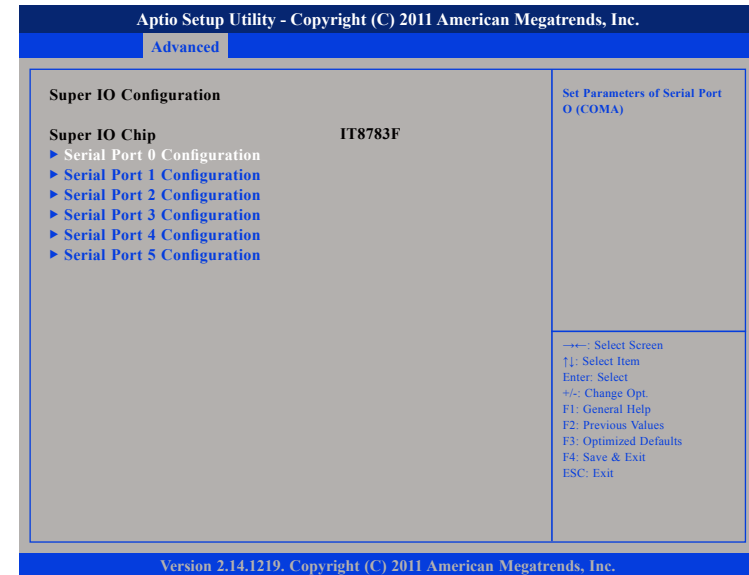 Aptio Setup Utility - Copyright (C) 2011 American Megatrends, Inc.
Advanced
Super IO Configuration
Super IO Chip IT8783F
▶ Serial Port 0 Configuration
▶ Serial Port 1 Configuration
▶ Serial Port 2 Configuration
▶ Serial Port 3 Configuration
▶ Serial Port 4 Configuration
▶ Serial Port 5 Configuration
Set Parameters of Serial Port
O (COMA)
→←: Select Screen
↑↓: Select Item
Enter: Select
+/-: Change Opt.
F1: General Help
F2: Previous Values
F3: Optimized Defaults
F4: Save & Exit
ESC: Exit
Version 2.14.1219. Copyright (C) 2011 American Megatrends, Inc.